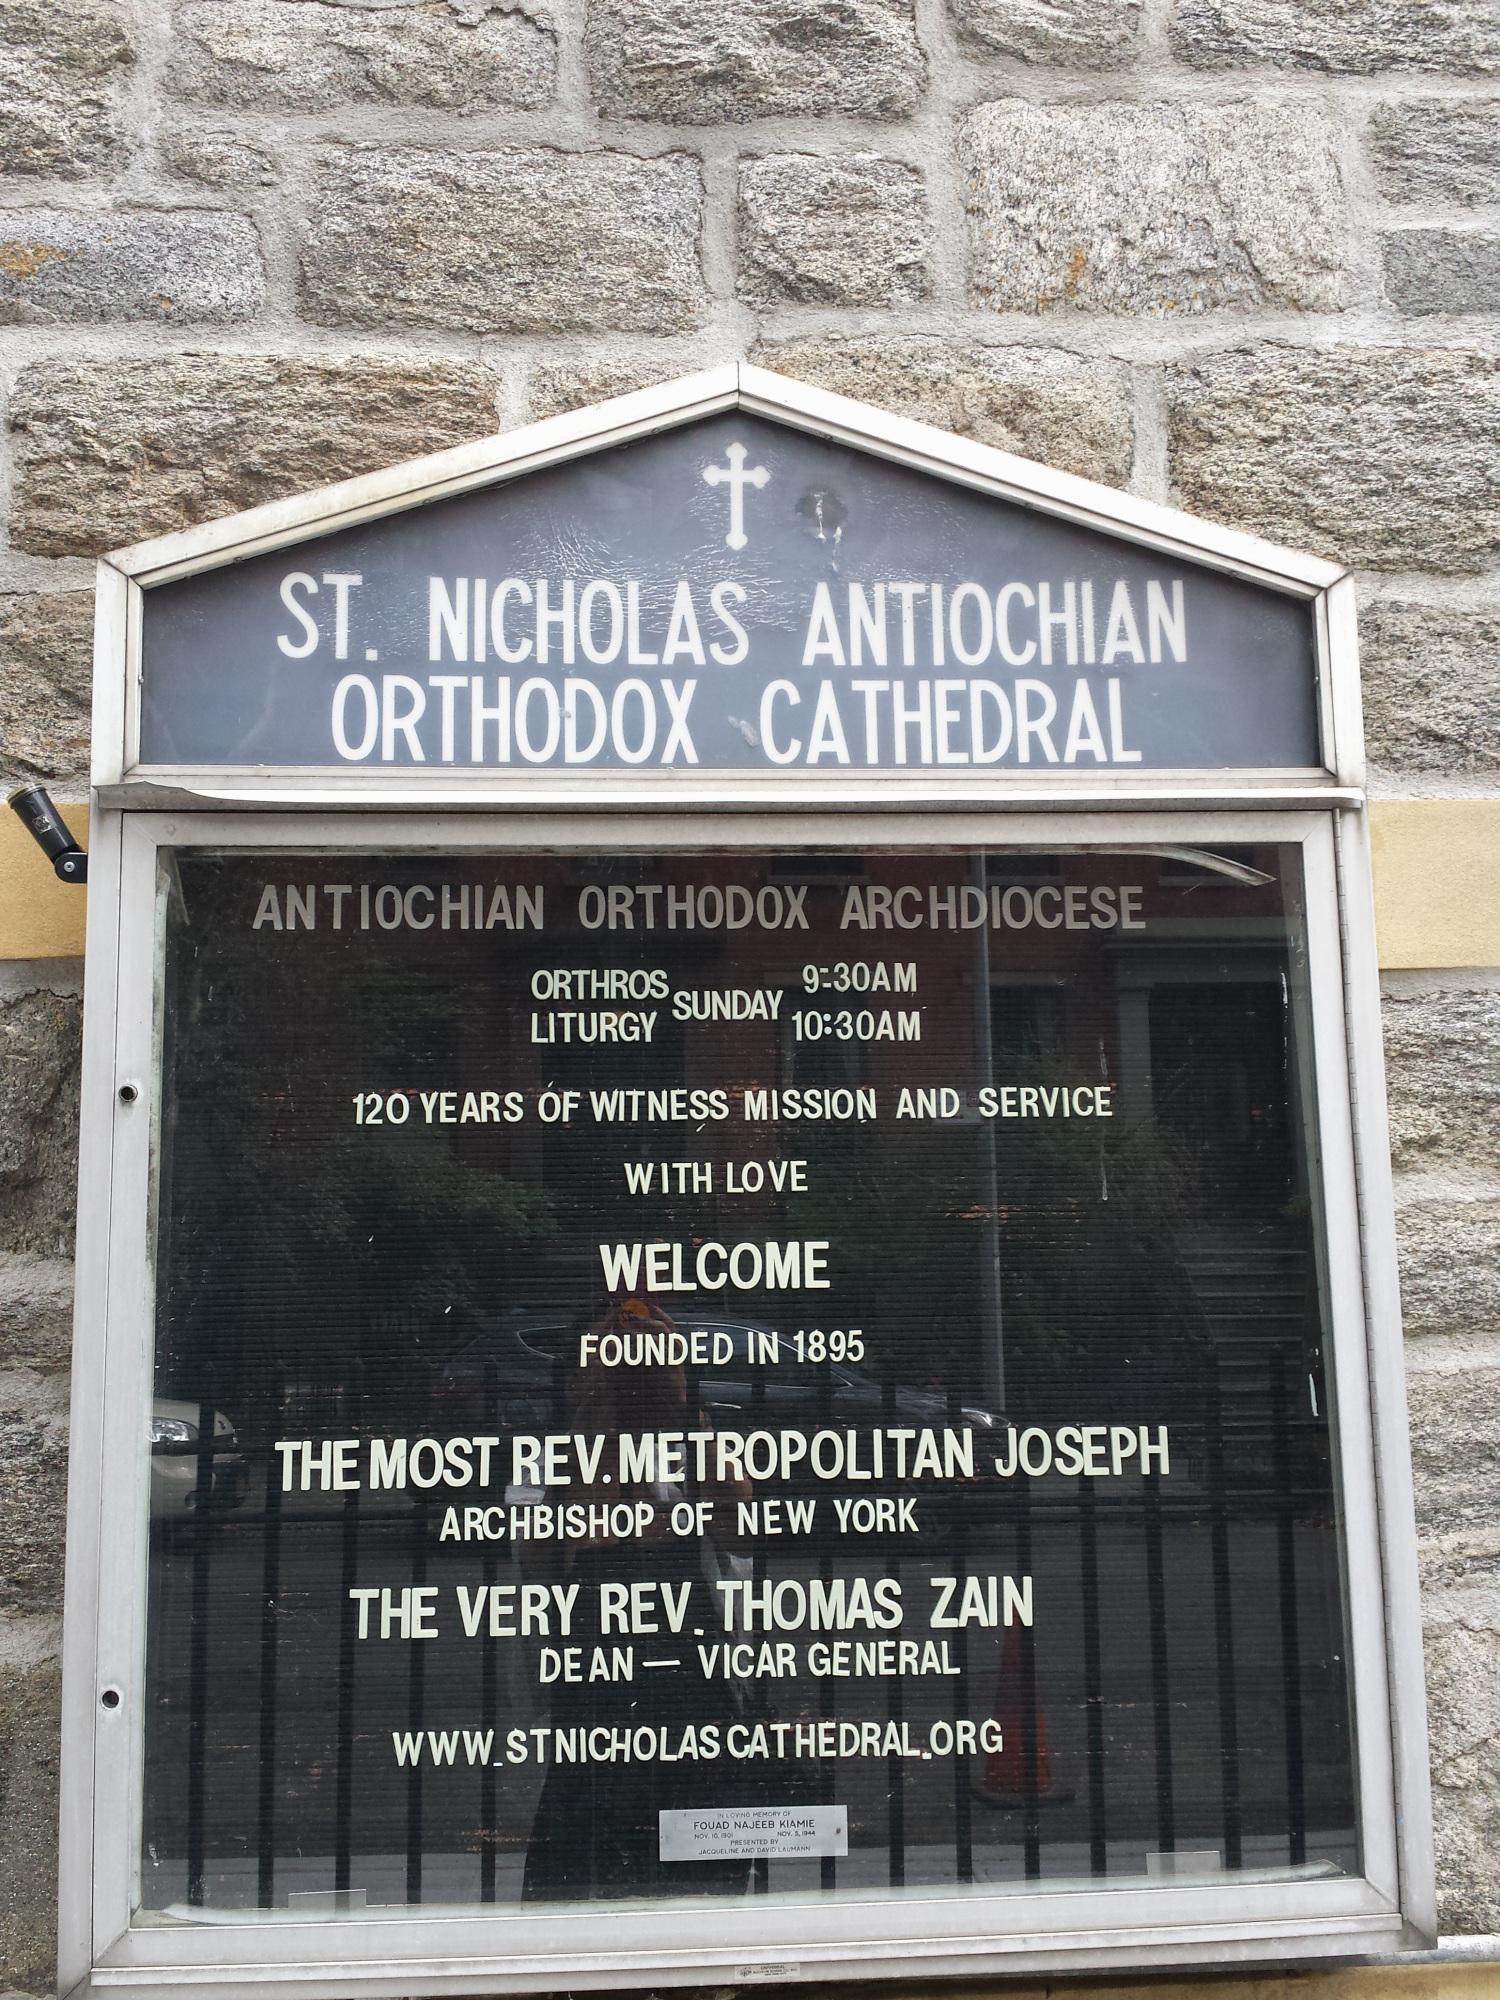 ST. NICHOLAS ANTIOCHIAN
ORTHODOX CATHEDRAL
ANTIOCHIAN ORTHODOX ARCHDIOCESE
ORTHROS SUNDAY 9:30AM
LITURGY 10:30AM
120 YEARS OF WITNESS MISSION AND SERVICE
WITH LOVE
WELCOME
FOUNDED IN 1895
THE MOST REV. METROPOLITAN JOSEPH
ARCHBISHOP OF NEW YORK
THE VERY REV. THOMAS ZAIN
DEAN — VICAR GENERAL
WWW.STNICHOLASCATHEDRAL.ORG
IN LOVING MEMORY OF
FOUAD NAJEEB KIAMIE
NOV. 10, 1901 NOV. 5, 1944
PRESENTED BY
JACQUELINE AND DAVID LAUMANN